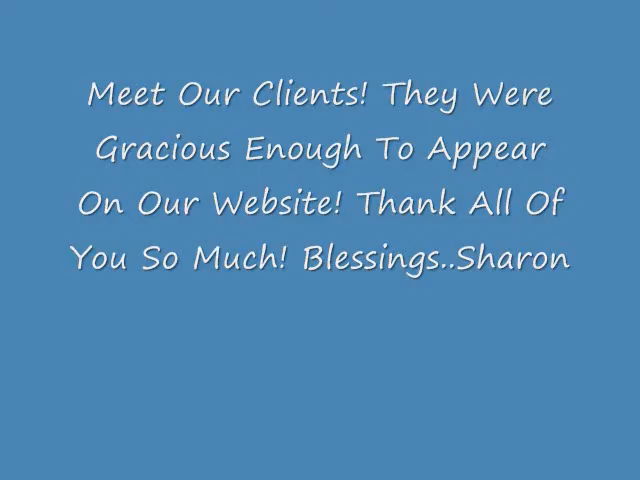 Meet Our Clients! They Were
Gracious Enough To Appear
On Our Website! Thank All Of
You So Much! Blessings..Sharon